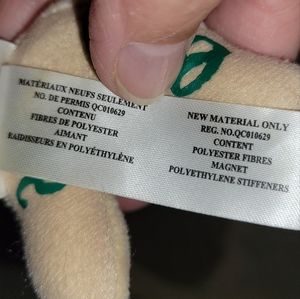 MATÉRIAUX NEUFS SEULEMENT
NO. DE PERMIS QC010629
CONTENU
FIBRES DE POLYESTER
AIMANT
RAIDISSEURS EN POLYÉTHYLÈNE
NEW MATERIAL ONLY
REG. NO.QC010629
CONTENT
POLYESTER FIBRES
MAGNET
POLYETHYLENE STIFFENERS